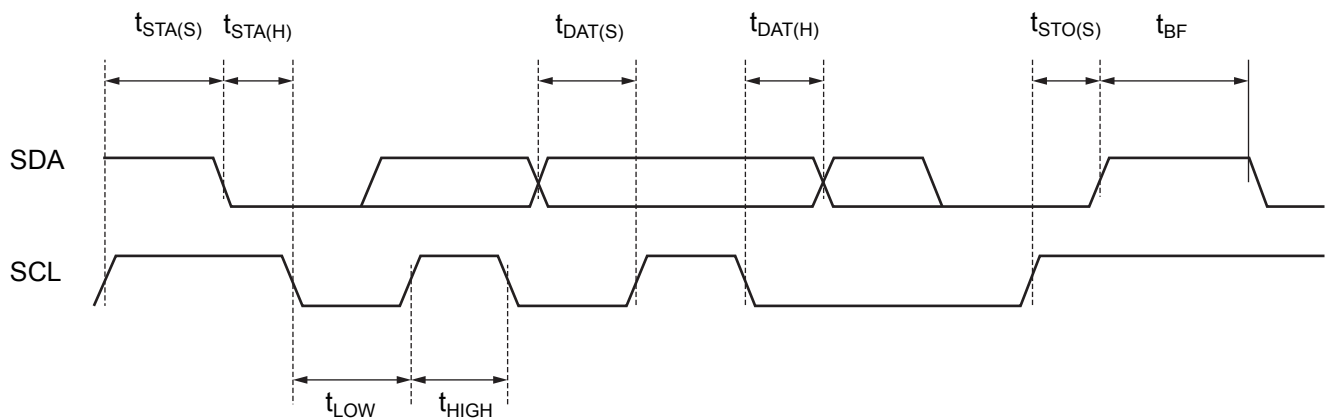 tSTA(S) tSTA(H) tDAT(S) tDAT(H) tSTO(S) tBF
SDA
SCL
tLOW tHIGH